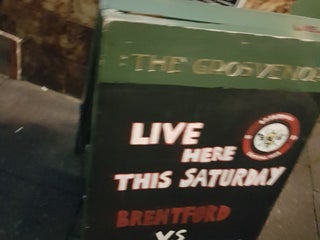 THE GROSVENO
LIVE
HERE
THIS SATURDAY
BRENTFORD
VS